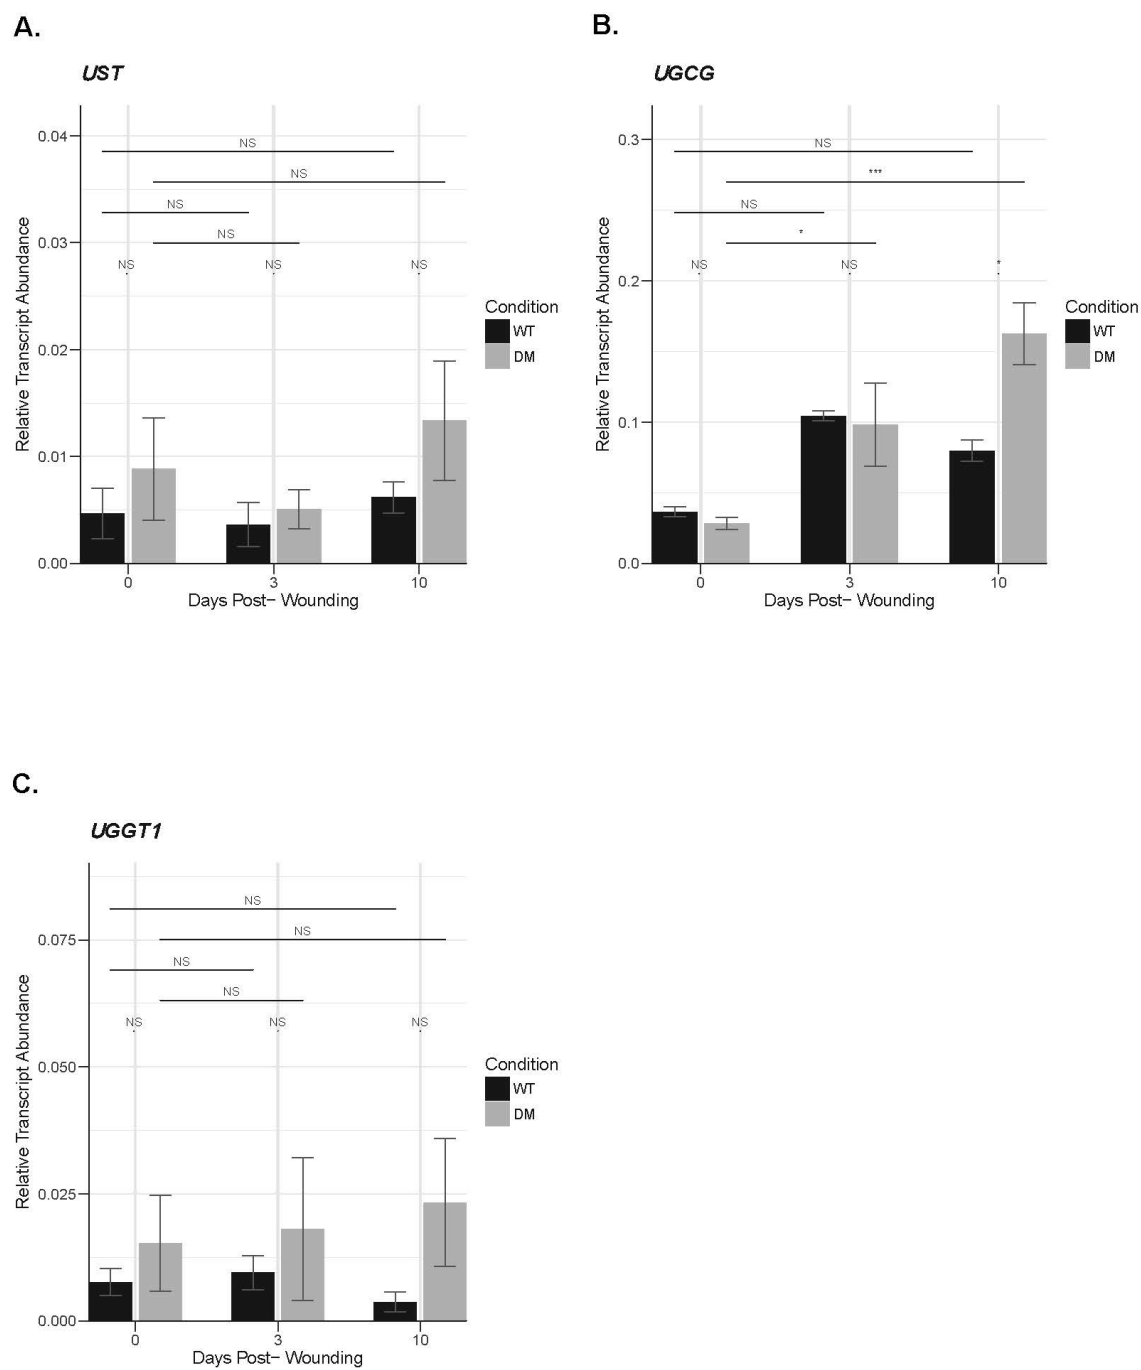 A.
UST
0.04
0.03
0.02
0.01
0.00
Relative Transcript Abundance
NS
NS
NS
NS
NS NS NS
0 3 10
Days Post– Wounding
Condition
WT
DM
B.
UGCG
0.3
0.2
0.1
0.0
Relative Transcript Abundance
NS
***
NS
*
NS NS *
0 3 10
Days Post– Wounding
Condition
WT
DM
C.
UGGT1
0.075
0.050
0.025
0.000
Relative Transcript Abundance
NS
NS
NS
NS
NS NS NS
0 3 10
Days Post– Wounding
Condition
WT
DM